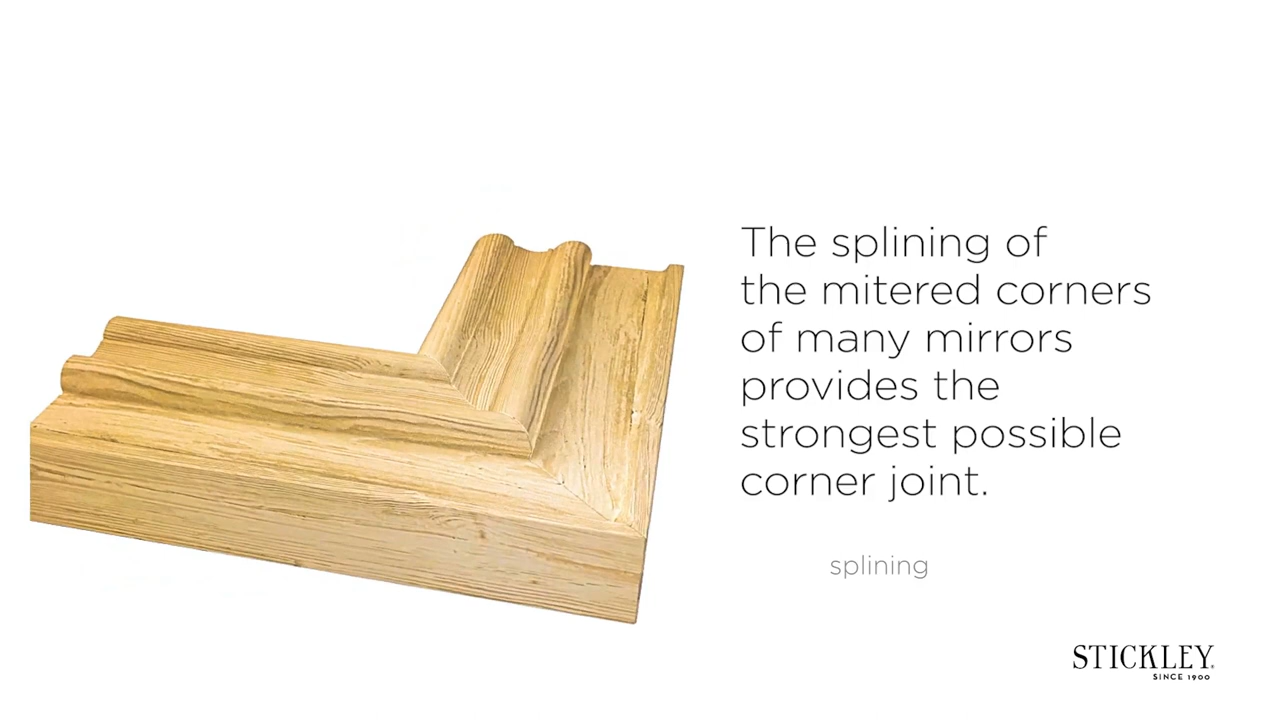 The splining of
the mitered corners
of many mirrors
provides the
strongest possible
corner joint.
splining
STICKLEY
SINCE 1900